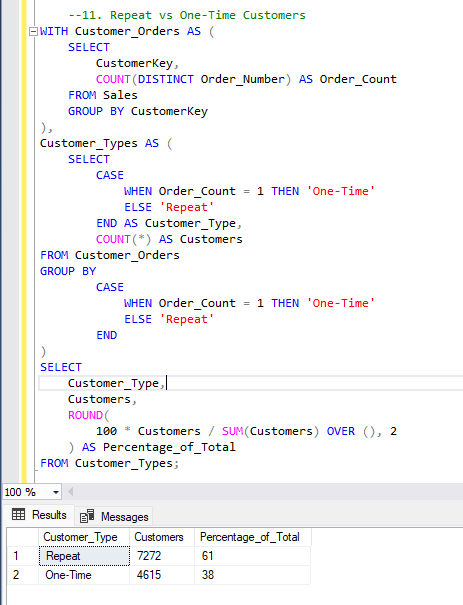 --11. Repeat vs One-Time Customers
WITH Customer_Orders AS (
SELECT
CustomerKey,
COUNT(DISTINCT Order_Number) AS Order_Count
FROM Sales
GROUP BY CustomerKey
),
Customer_Types AS (
SELECT
CASE
WHEN Order_Count = 1 THEN 'One-Time'
ELSE 'Repeat'
END AS Customer_Type,
COUNT(*) AS Customers
FROM Customer_Orders
GROUP BY
CASE
WHEN Order_Count = 1 THEN 'One-Time'
ELSE 'Repeat'
END
)
SELECT
Customer_Type,
Customers,
ROUND(
100 * Customers / SUM(Customers) OVER (), 2
) AS Percentage_of_Total
FROM Customer_Types;
100 %
Results Messages
Customer_Type Customers Percentage_of_Total
1 Repeat 7272 61
2 One-Time 4615 38